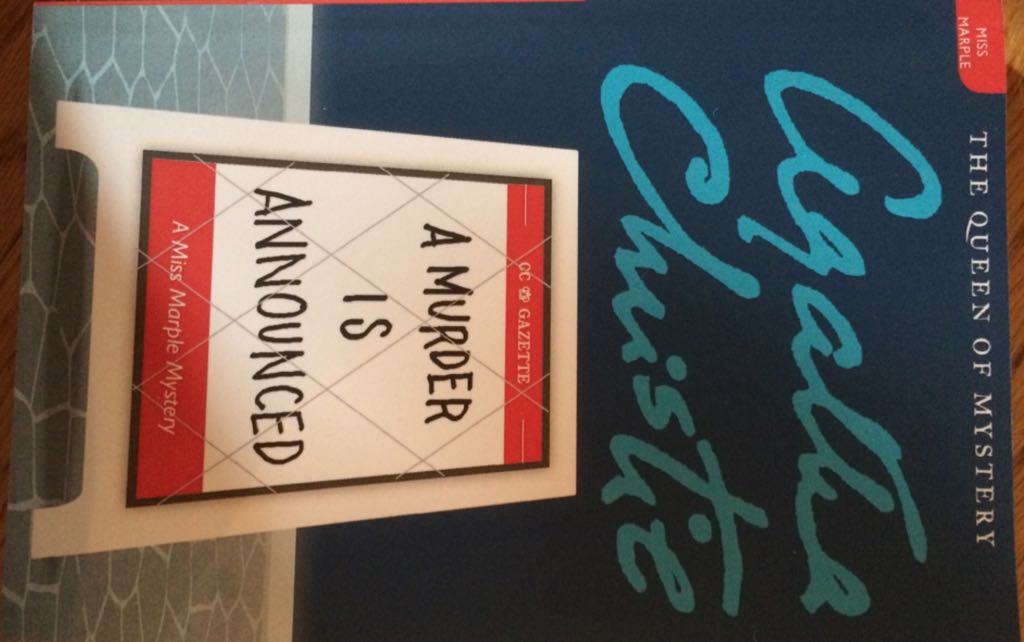 MISS
MARPLE
THE QUEEN OF MYSTERY
Agatha
Christie
CC GAZETTE
A MURDER
IS
ANNOUNCED
A Miss Marple Mystery